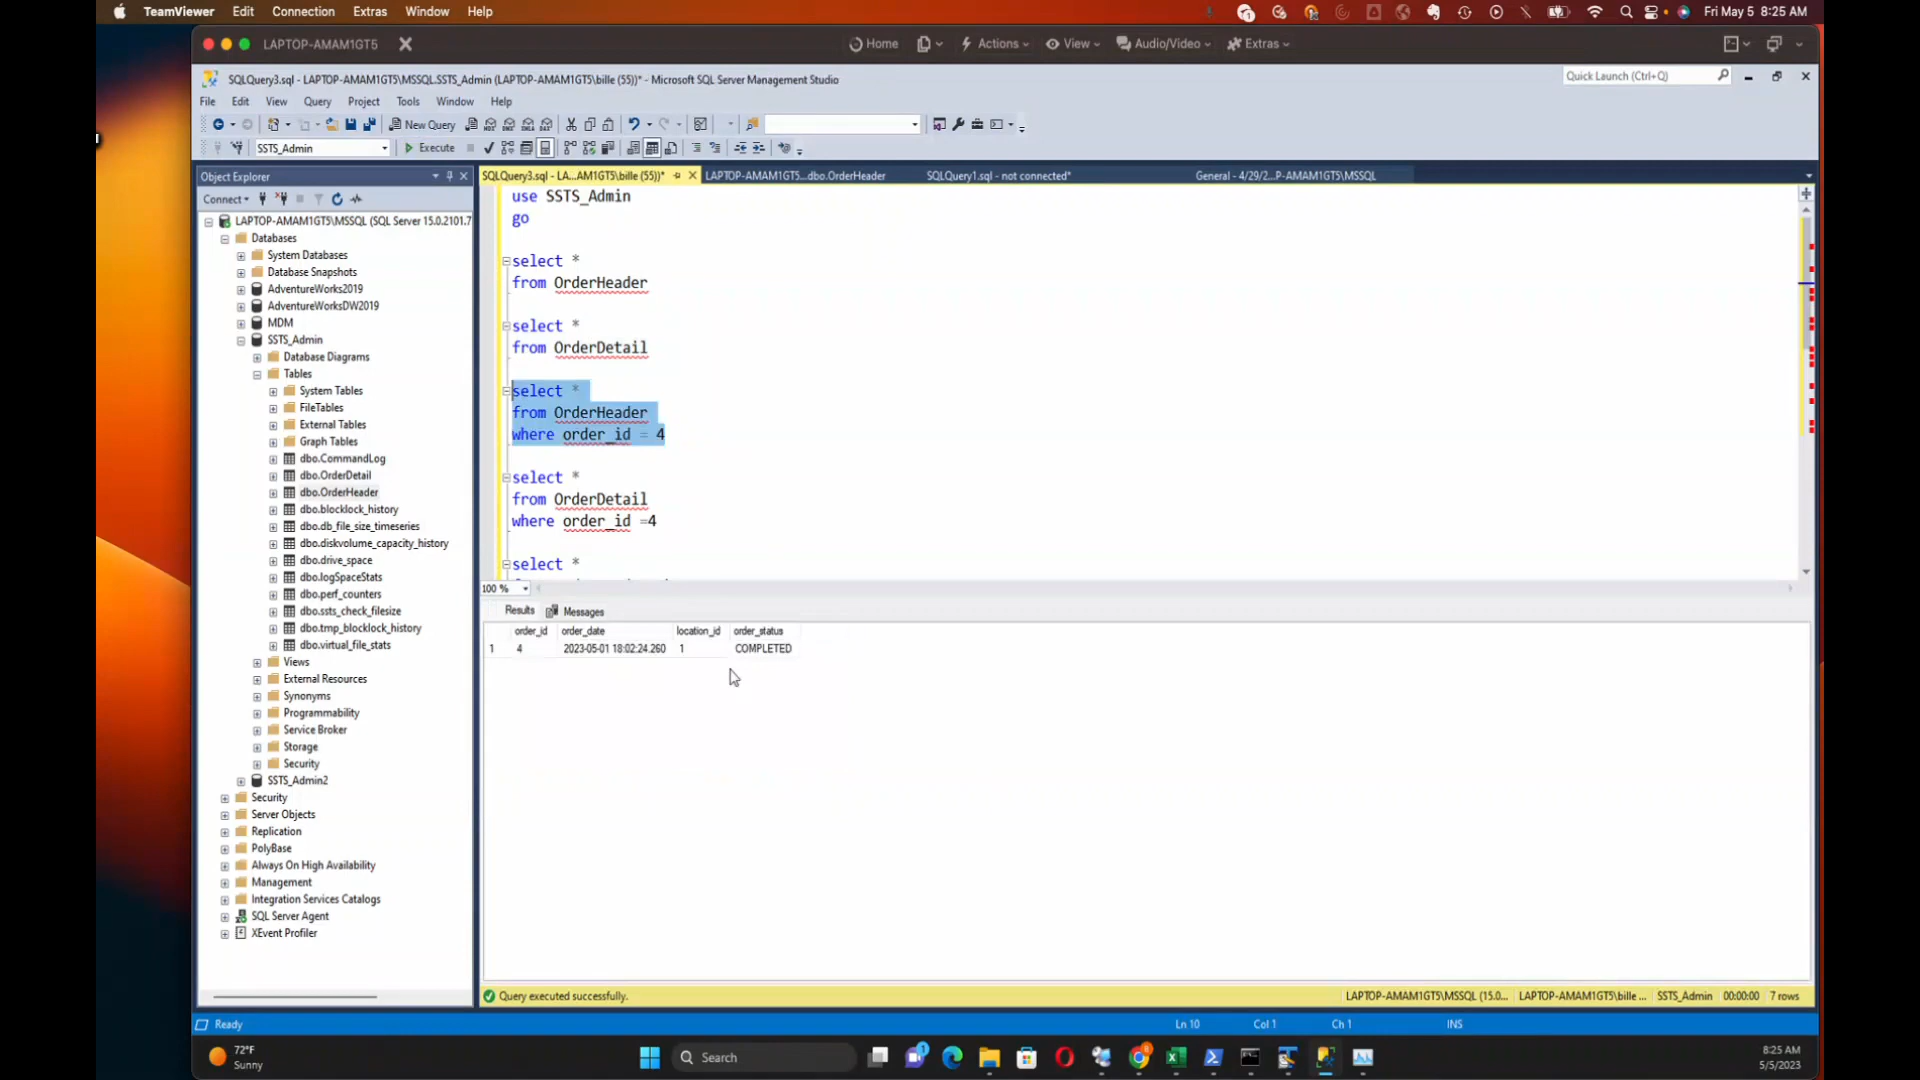 TeamViewer Edit Connection Extras Window Help Fri May 5 8:25 AM
LAPTOP-AMAM1GT5 Home Actions View Audio/Video Extras
SQLQuery3.sql - LAPTOP-AMAM1GT5\MSSQL.SSTS_Admin (LAPTOP-AMAM1GT5\bille (55))* - Microsoft SQL Server Management Studio Quick Launch (Ctrl+Q)
File Edit View Query Project Tools Window Help
New Query
SSTS_Admin Execute
Object Explorer
SQLQuery3.sql - LA...AM1GT5\bille (55))* LAPTOP-AMAM1GT5...dbo.OrderHeader SQLQuery1.sql - not connected* General - 4/29/2...P-AMAM1GT5\MSSQL
Connect
LAPTOP-AMAM1GT5\MSSQL (SQL Server 15.0.2101.7
Databases
System Databases
Database Snapshots
AdventureWorks2019
AdventureWorksDW2019
MDM
SSTS_Admin
Database Diagrams
Tables
System Tables
FileTables
External Tables
Graph Tables
dbo.CommandLog
dbo.OrderDetail
dbo.OrderHeader
dbo.blocklock_history
dbo.db_file_size_timeseries
dbo.diskvolume_capacity_history
dbo.drive_space
dbo.logSpaceStats
dbo.perf_counters
dbo.ssts_check_filesize
dbo.tmp_blocklock_history
dbo.virtual_file_stats
Views
External Resources
Synonyms
Programmability
Service Broker
Storage
Security
SSTS_Admin2
Security
Server Objects
Replication
PolyBase
Always On High Availability
Management
Integration Services Catalogs
SQL Server Agent
XEvent Profiler
use SSTS_Admin
go
select *
from OrderHeader
select *
from OrderDetail
select *
from OrderHeader
where order_id = 4
select *
from OrderDetail
where order_id =4
select *
100 %
Results Messages
order_id order_date location_id order_status
1 4 2023-05-01 18:02:24.260 1 COMPLETED
Query executed successfully. LAPTOP-AMAM1GT5\MSSQL (15.0... LAPTOP-AMAM1GT5\bille ... SSTS_Admin 00:00:00 7 rows
Ready Ln 10 Col 1 Ch 1 INS
72°F
Sunny
Search
8:25 AM
5/5/2023